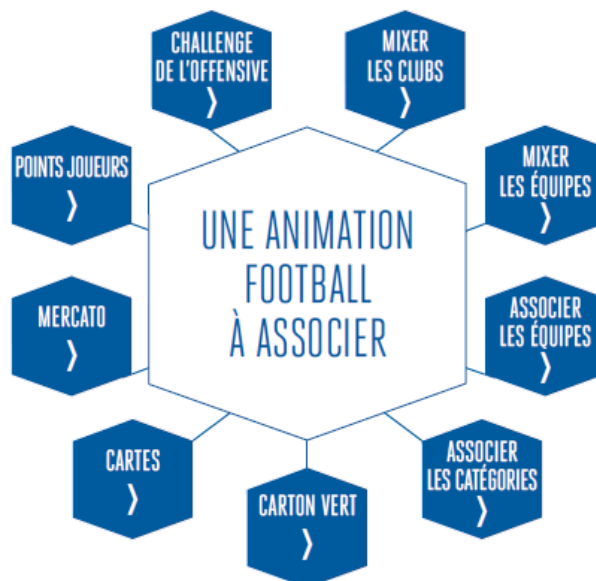 CHALLENGE
DE L'OFFENSIVE
MIXER
LES CLUBS
POINTS JOUEURS
MIXER
LES ÉQUIPES
UNE ANIMATION
FOOTBALL
À ASSOCIER
MERCATO
ASSOCIER
LES ÉQUIPES
CARTES
ASSOCIER
LES CATÉGORIES
CARTON VERT